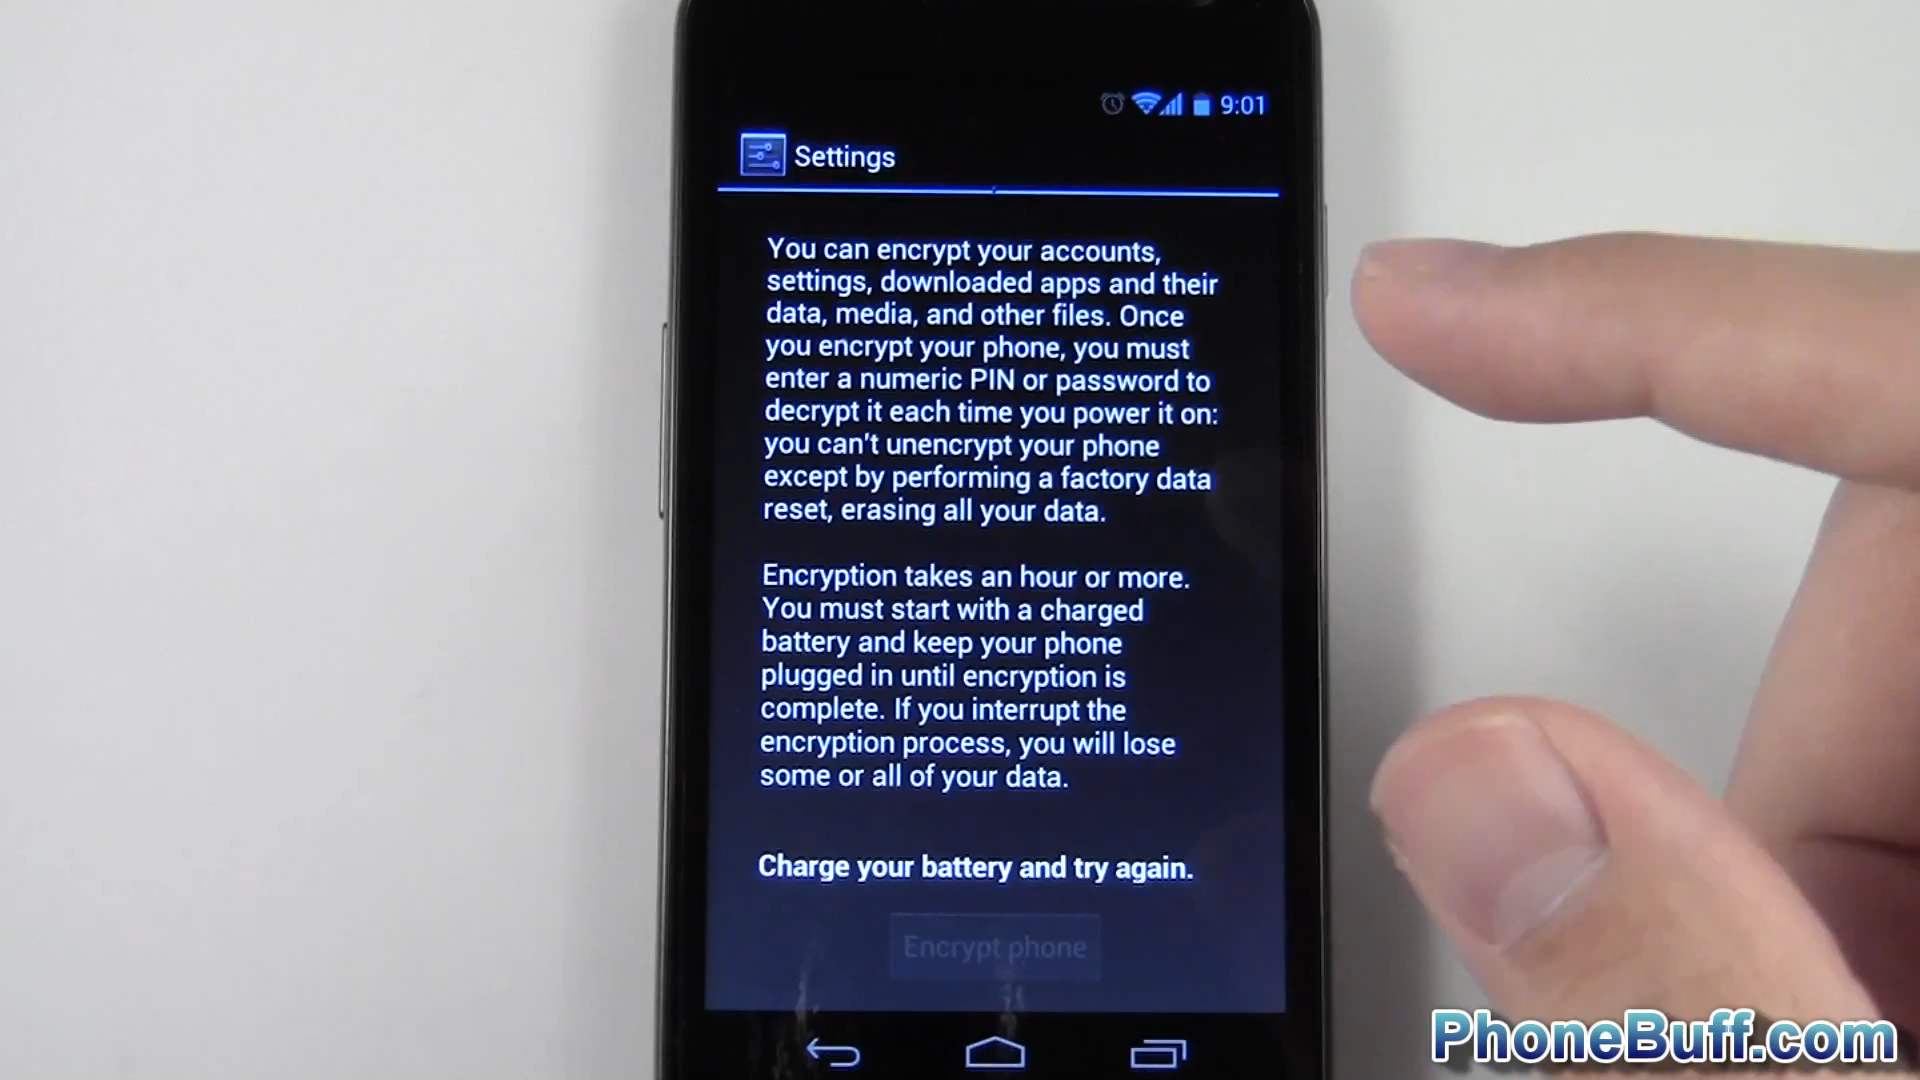 9:01
Settings
You can encrypt your accounts,
settings, downloaded apps and their
data, media, and other files. Once
you encrypt your phone, you must
enter a numeric PIN or password to
decrypt it each time you power it on:
you can't unencrypt your phone
except by performing a factory data
reset, erasing all your data.
Encryption takes an hour or more.
You must start with a charged
battery and keep your phone
plugged in until encryption is
complete. If you interrupt the
encryption process, you will lose
some or all of your data.
Charge your battery and try again.
Encrypt phone
PhoneBuff.com